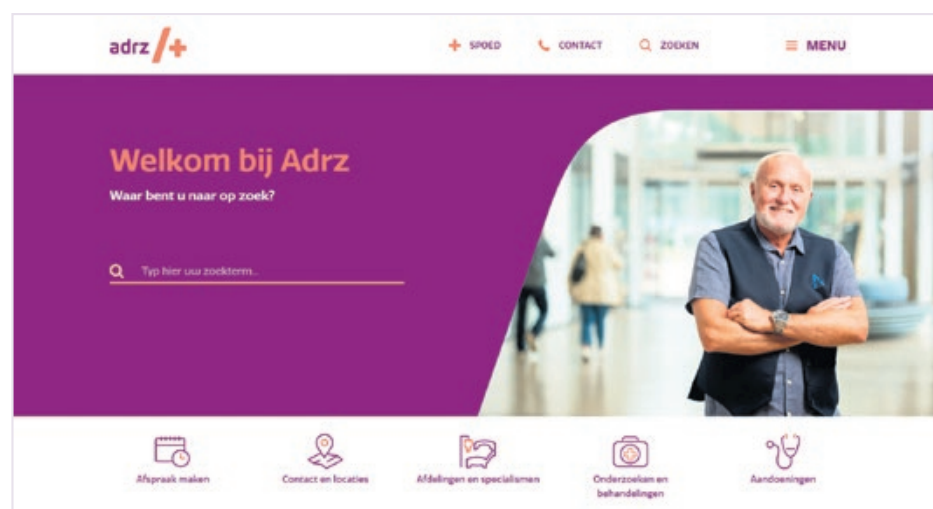 adrz
SPOED
CONTACT
ZOEKEN
MENU
Welkom bij Adrz
Waar bent u naar op zoek?
Typ hier uw zoekterm..
Afspraak maken
Contact en locaties
Afdelingen en specialismen
Onderzoeken en
behandelingen
Aandoeningen